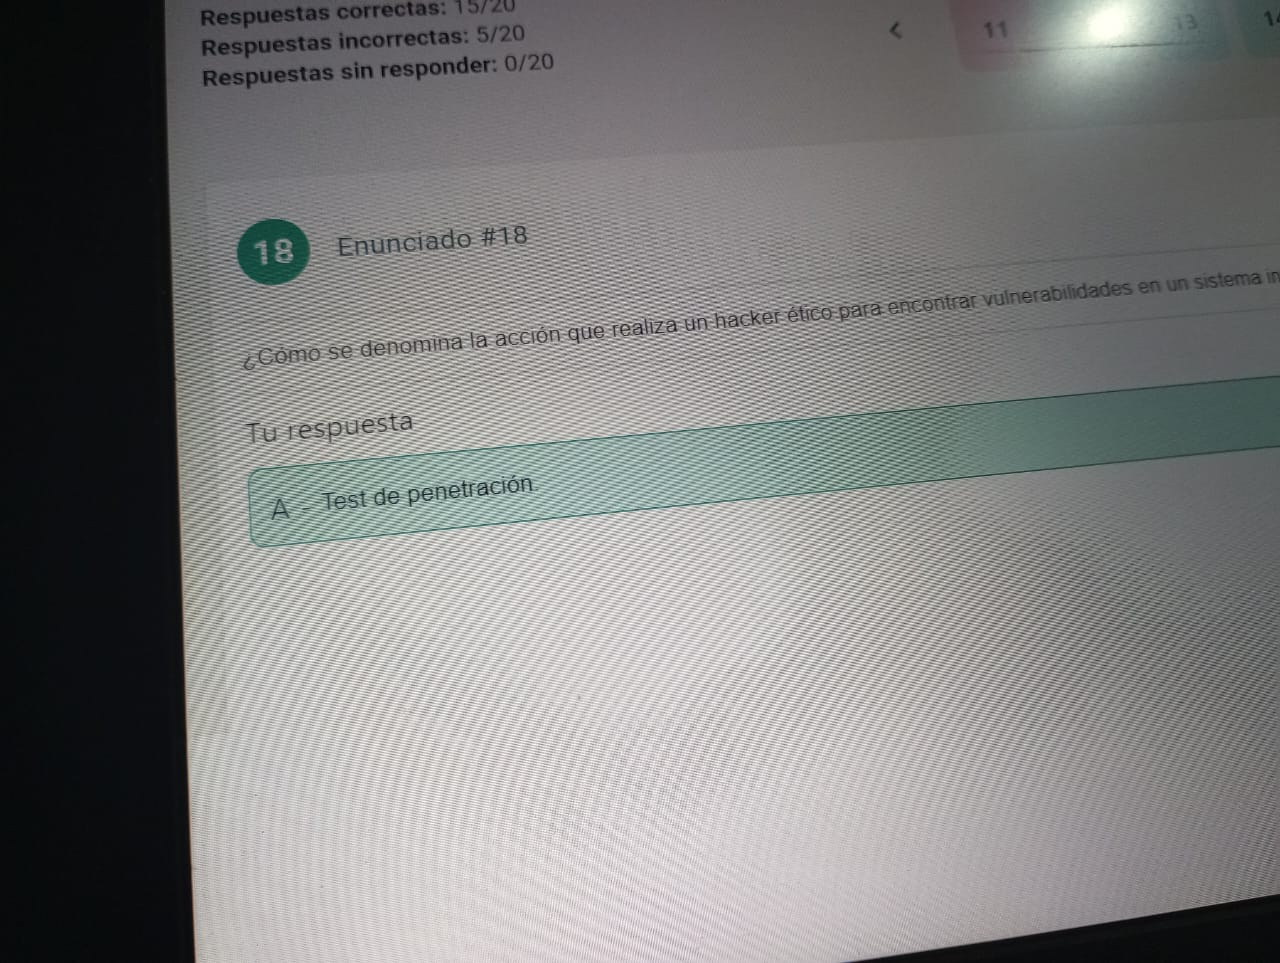 Respuestas correctas: 15/20
Respuestas incorrectas: 5/20
Respuestas sin responder: 0/20
<
11
13
18
Enunciado #18
¿Cómo se denomina la acción que realiza un hacker ético para encontrar vulnerabilidades en un sistema
Tu respuesta
A - Test de penetración